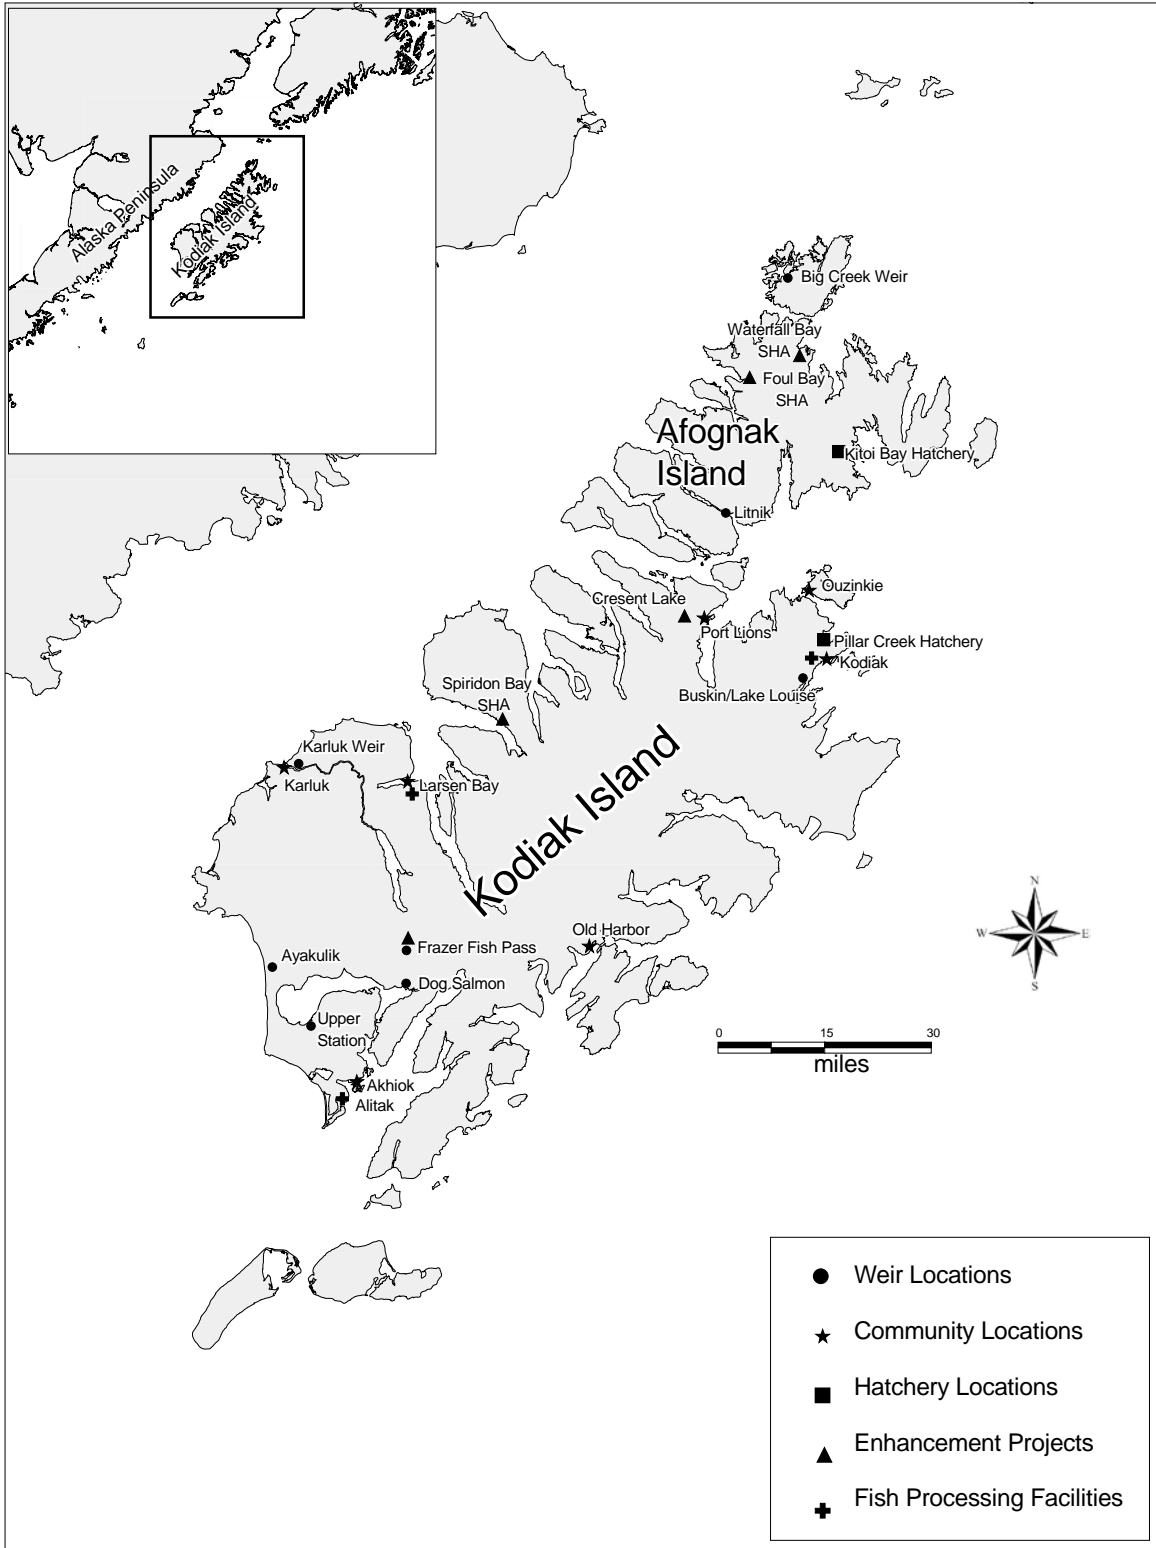 Alaska Peninsula
Kodiak Island
Big Creek Weir
Waterfall Bay
SHA
Foul Bay
SHA
Afognak
Island
Kitoi Bay Hatchery
Litnik
Ouzinkie
Cresent Lake
Port Lions
Pillar Creek Hatchery
Kodiak
Buskin/Lake Louise
Spiridon Bay
SHA
Karluk Weir
Karluk
Larsen Bay
Kodiak Island
Old Harbor
Frazer Fish Pass
Ayakulik
Dog Salmon
Upper
Station
Akhiok
Alitak
N
W
E
S
0 15 30
miles
Weir Locations
Community Locations
Hatchery Locations
Enhancement Projects
Fish Processing Facilities